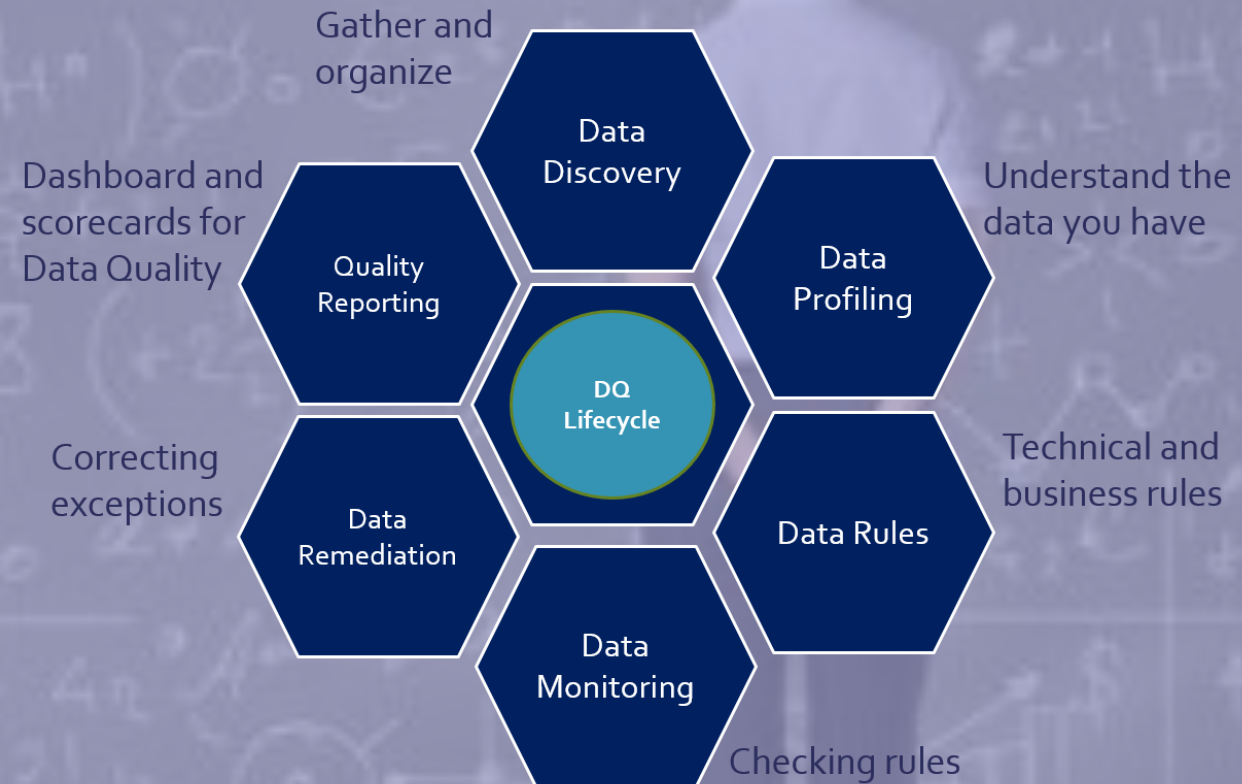 Gather and
organize
Data
Discovery
Dashboard and
scorecards for
Data Quality
Quality
Reporting
Understand the
data you have
Data
Profiling
DQ
Lifecycle
Correcting
exceptions
Data
Remediation
Technical and
business rules
Data Rules
Data
Monitoring
Checking rules